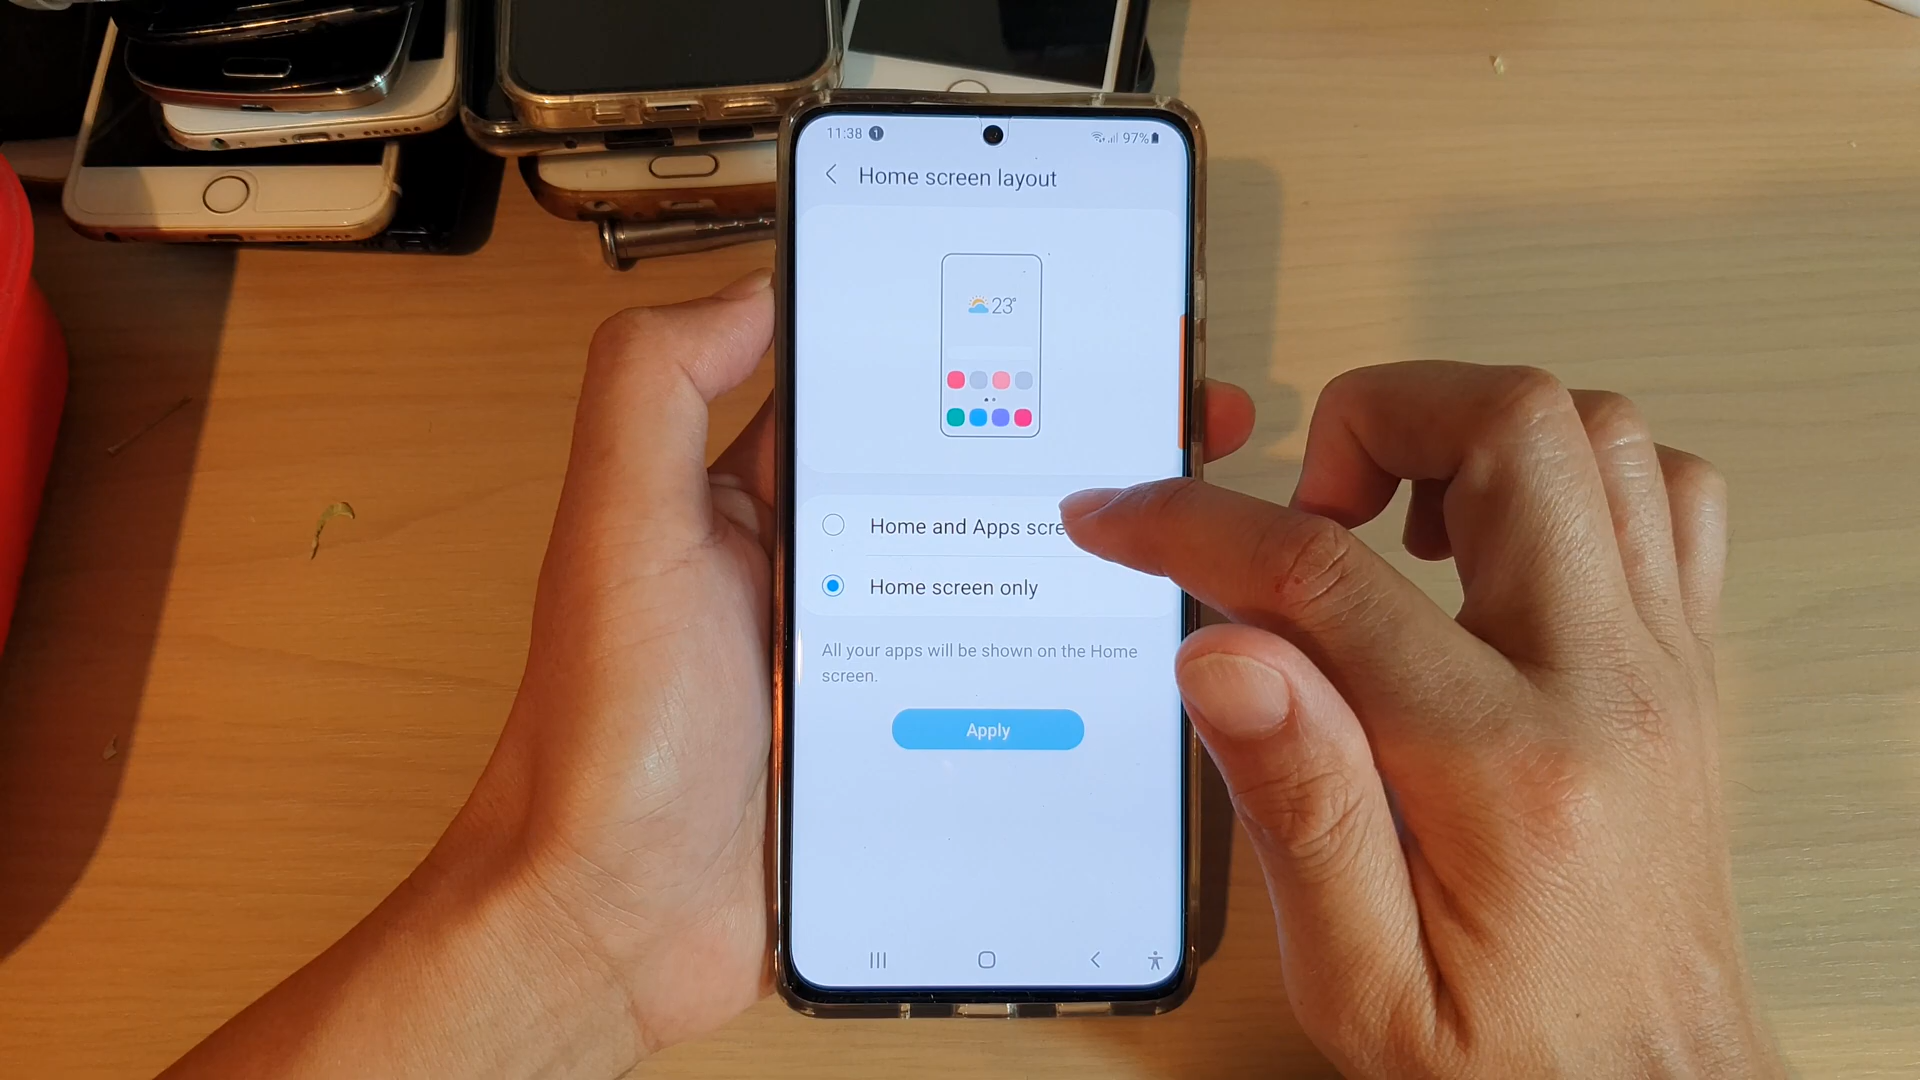 11:38 1 97%
Home screen layout
23°
Home and Apps scre
Home screen only
All your apps will be shown on the Home
screen.
Apply